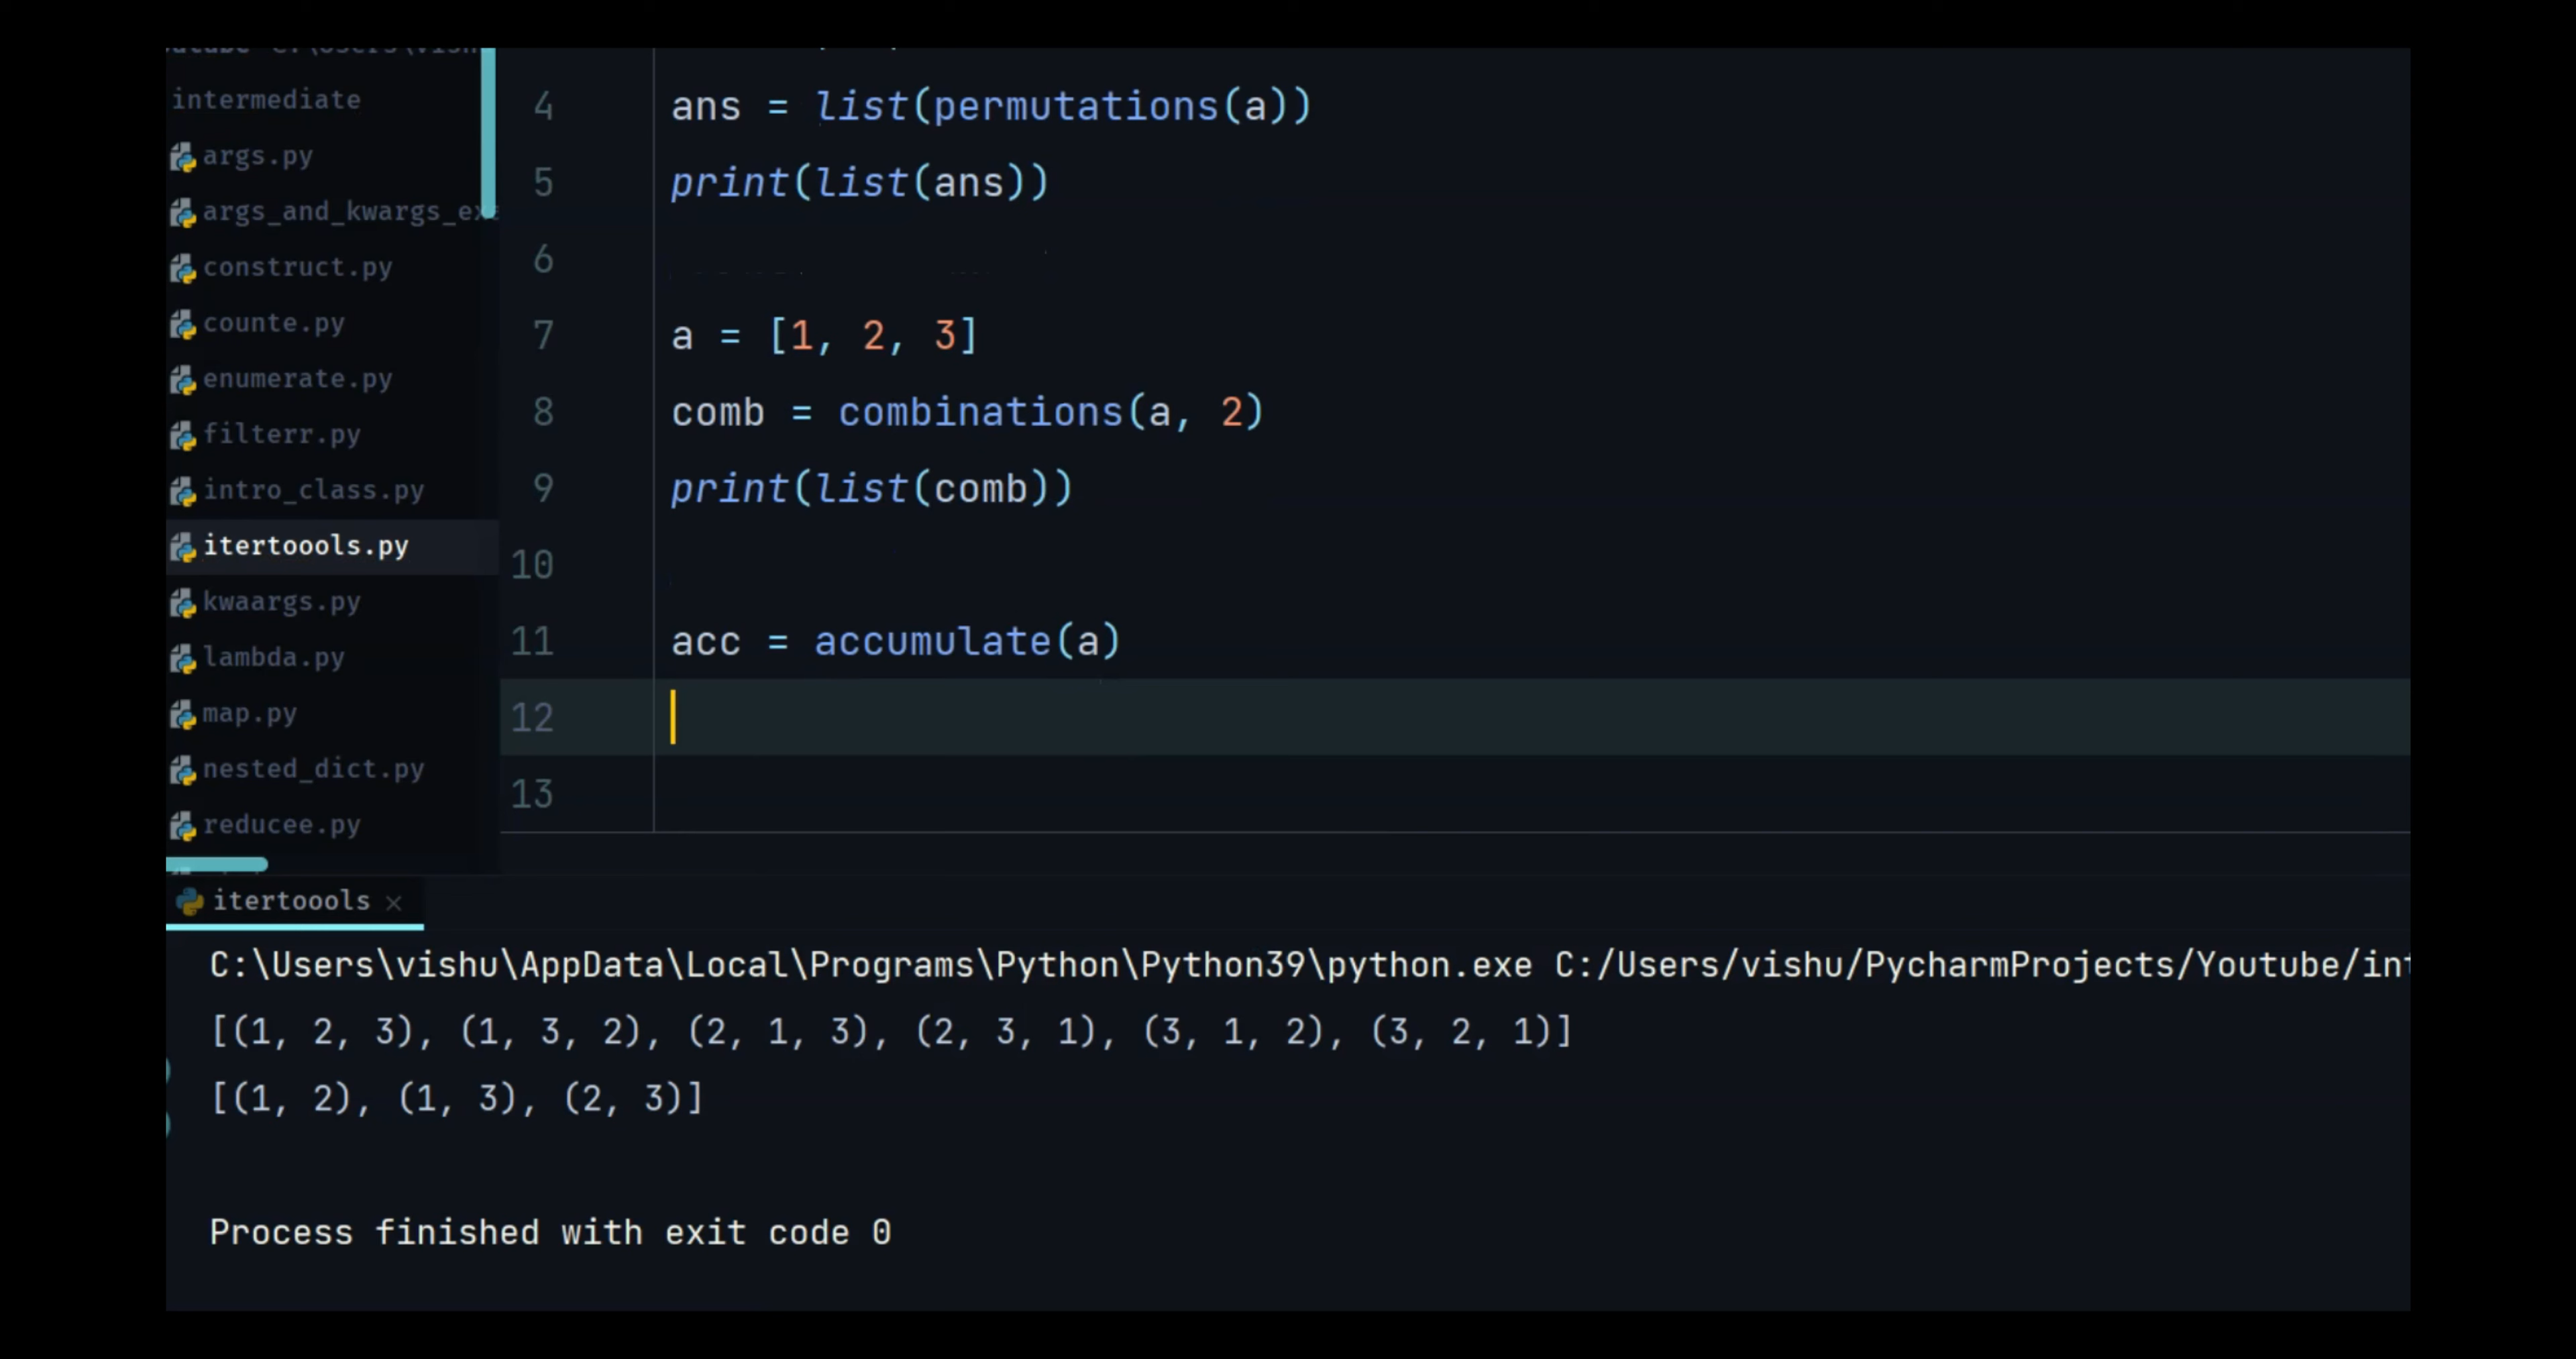 intermediate
args.py
args_and_kwargs_exa
construct.py
counte.py
enumerate.py
filterr.py
intro_class.py
itertoools.py
kwaargs.py
lambda.py
map.py
nested_dict.py
reducee.py
4 ans = list(permutations(a))
5 print(list(ans))
6
7 a = [1, 2, 3]
8 comb = combinations(a, 2)
9 print(list(comb))
10
11 acc = accumulate(a)
12
13
itertoools ×
C:\Users\vishu\AppData\Local\Programs\Python\Python39\python.exe C:/Users/vishu/PycharmProjects/Youtube/int
[(1, 2, 3), (1, 3, 2), (2, 1, 3), (2, 3, 1), (3, 1, 2), (3, 2, 1)]
[(1, 2), (1, 3), (2, 3)]
Process finished with exit code 0